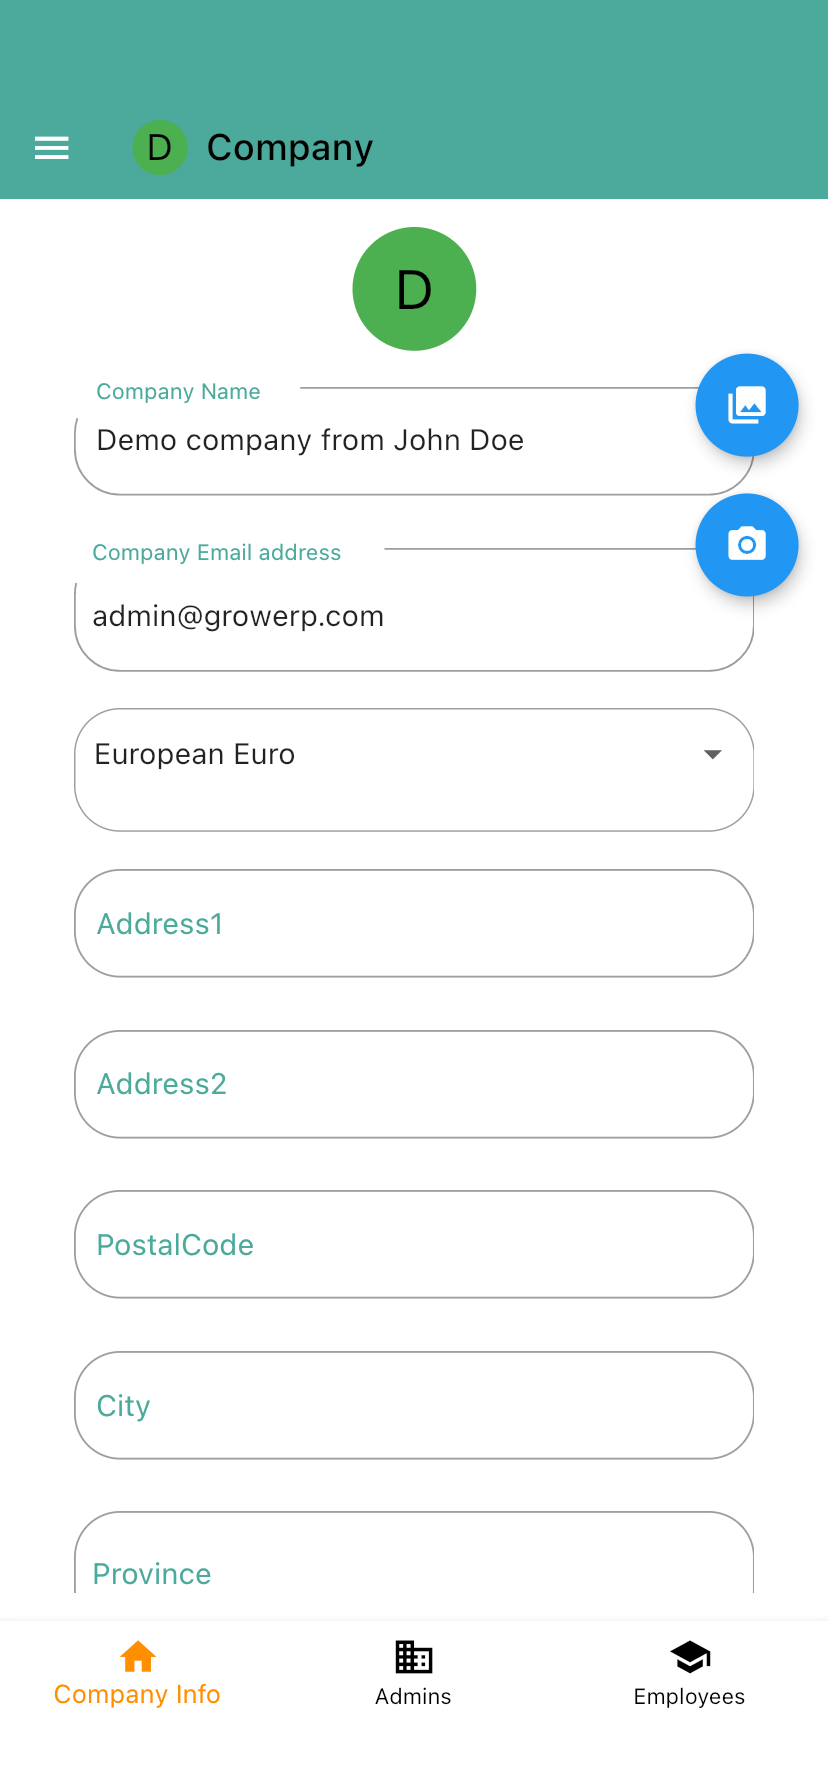 D Company
D
Company Name
Demo company from John Doe
Company Email address
admin@growerp.com
European Euro
Address1
Address2
PostalCode
City
Province
Company Info
Admins
Employees